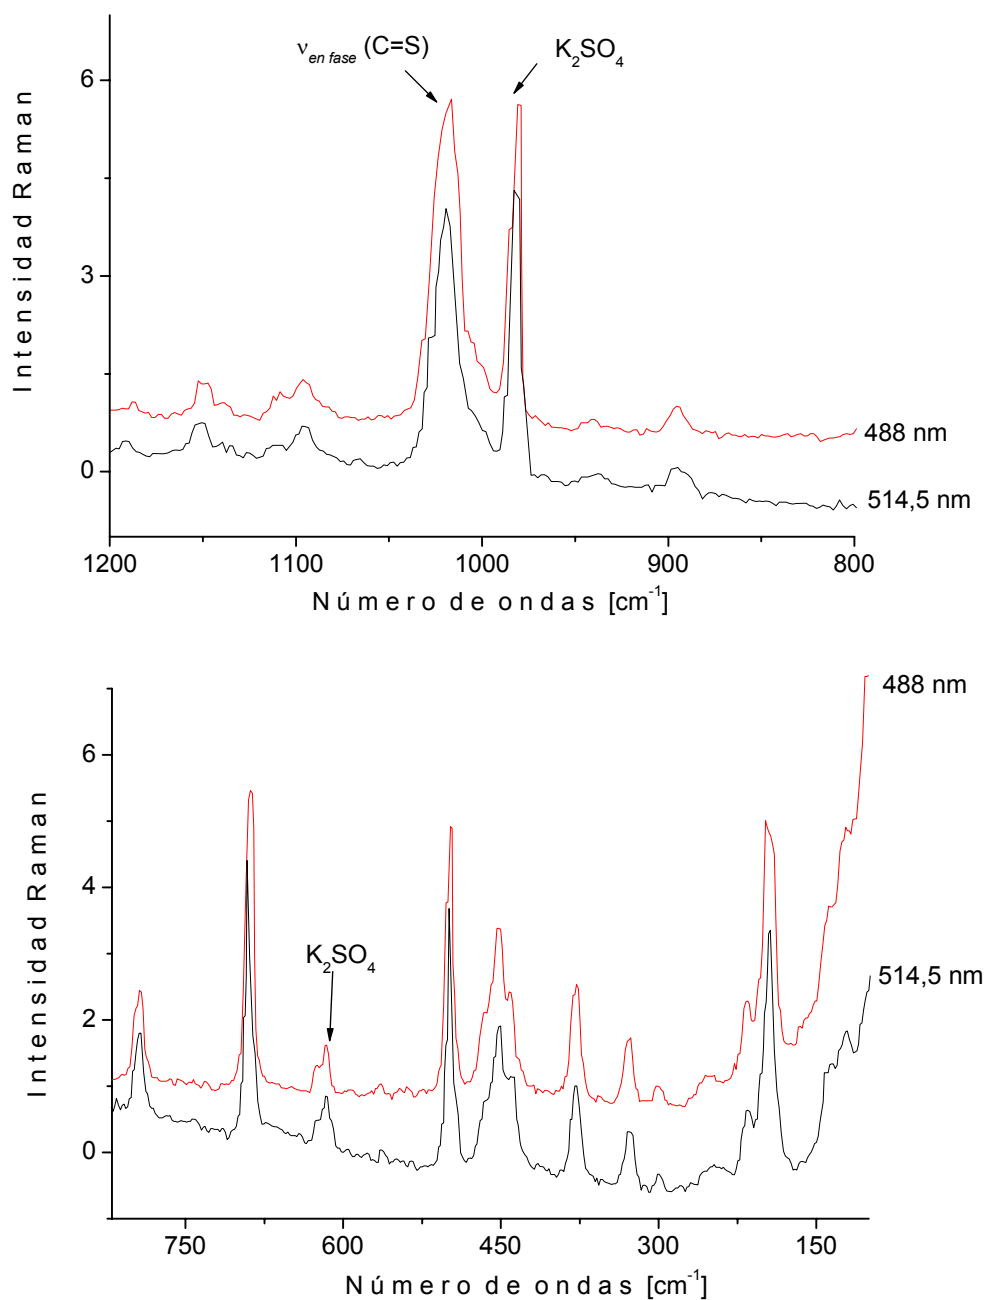 ν en fase (C=S)
K2SO4
6
3
0
Intensidad Raman
488 nm
514,5 nm
1200 1100 1000 900 800
Número de ondas [cm-1]
488 nm
6
4
2
0
Intensidad Raman
K2SO4
514,5 nm
750 600 450 300 150
Número de ondas [cm-1]